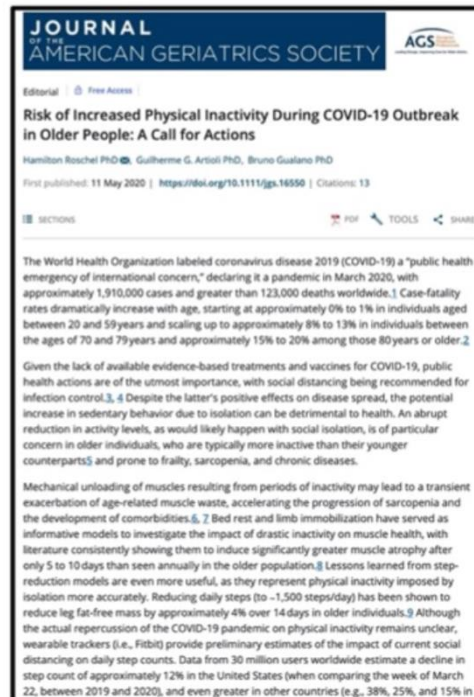 JOURNAL
OF THE
AMERICAN GERIATRICS SOCIETY
AGS
Editorial Free Access
Risk of Increased Physical Inactivity During COVID-19 Outbreak
in Older People: A Call for Actions
Hamilton Roschel PhD, Guilherme G. Artioli PhD, Bruno Gualano PhD
First published: 11 May 2020 | https://doi.org/10.1111/jgs.16550 | Citations: 13
SECTIONS PDF TOOLS SHARE
The World Health Organization labeled coronavirus disease 2019 (COVID-19) a "public health
emergency of international concern," declaring it a pandemic in March 2020, with
approximately 1,910,000 cases and greater than 123,000 deaths worldwide.1 Case-fatality
rates dramatically increase with age, starting at approximately 0% to 1% in individuals aged
between 20 and 59 years and scaling up to approximately 8% to 13% in individuals between
the ages of 70 and 79 years and approximately 15% to 20% among those 80 years or older.2
Given the lack of available evidence-based treatments and vaccines for COVID-19, public
health actions are of the utmost importance, with social distancing being recommended for
infection control.3, 4 Despite the latter's positive effects on disease spread, the potential
increase in sedentary behavior due to isolation can be detrimental to health. An abrupt
reduction in activity levels, as would likely happen with social isolation, is of particular
concern in older individuals, who are typically more inactive than their younger
counterparts5 and prone to frailty, sarcopenia, and chronic diseases.
Mechanical unloading of muscles resulting from periods of inactivity may lead to a transient
exacerbation of age-related muscle waste, accelerating the progression of sarcopenia and
the development of comorbidities.6, 7 Bed rest and limb immobilization have served as
informative models to investigate the impact of drastic inactivity on muscle health, with
literature consistently showing them to induce significantly greater muscle atrophy after
only 5 to 10 days than seen annually in the older population.8 Lessons learned from step-
reduction models are even more useful, as they represent physical inactivity imposed by
isolation more accurately. Reducing daily steps (to ~1,500 steps/day) has been shown to
reduce leg fat-free mass by approximately 4% over 14 days in older individuals.9 Although
the actual repercussion of the COVID-19 pandemic on physical inactivity remains unclear,
wearable trackers (i.e., Fitbit) provide preliminary estimates of the impact of current social
distancing on daily step counts. Data from 30 million users worldwide estimate a decline in
step count of approximately 12% in the United States (when comparing the week of March
22, between 2019 and 2020), and even greater in other countries (e.g., 38%, 25%, and 15%